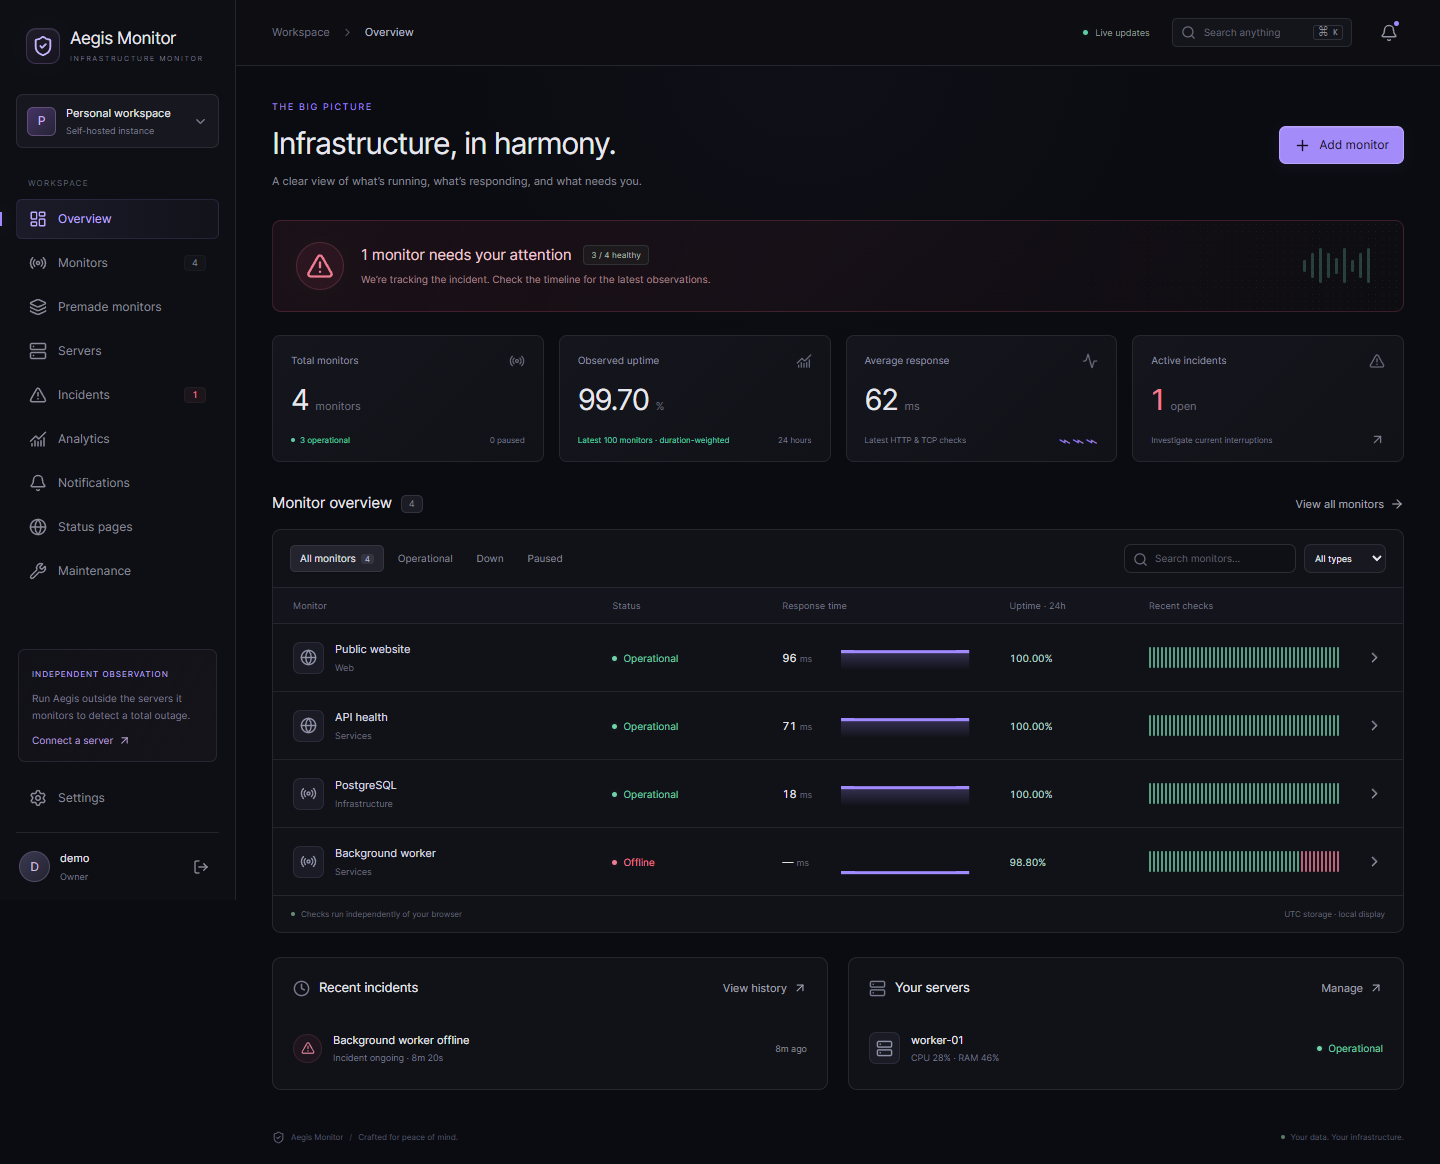 Aegis Monitor
INFRASTRUCTURE MONITOR
P
Personal workspace
Self-hosted instance
WORKSPACE
Overview
Monitors 4
Premade monitors
Servers
Incidents 1
Analytics
Notifications
Status pages
Maintenance
INDEPENDENT OBSERVATION
Run Aegis outside the servers it
monitors to detect a total outage.
Connect a server
Settings
D
demo
Owner
Workspace Overview
Live updates
Search anything ⌘ K
THE BIG PICTURE
Infrastructure, in harmony.
A clear view of what's running, what's responding, and what needs you.
Add monitor
1 monitor needs your attention 3 / 4 healthy
We're tracking the incident. Check the timeline for the latest observations.
Total monitors
4 monitors
3 operational 0 paused
Observed uptime
99.70 %
Latest 100 monitors · duration-weighted 24 hours
Average response
62 ms
Latest HTTP & TCP checks
Active incidents
1 open
Investigate current interruptions
Monitor overview 4
View all monitors
All monitors 4 Operational Down Paused
Search monitors...
All types
Monitor Status Response time Uptime · 24h Recent checks
Public website
Web
Operational 96 ms 100.00%
API health
Services
Operational 71 ms 100.00%
PostgreSQL
Infrastructure
Operational 18 ms 100.00%
Background worker
Services
Offline — ms 98.80%
Checks run independently of your browser
UTC storage · local display
Recent incidents View history
Background worker offline
Incident ongoing · 8m 20s
8m ago
Your servers Manage
worker-01
CPU 28% · RAM 46%
Operational
Aegis Monitor / Crafted for peace of mind.
Your data. Your infrastructure.